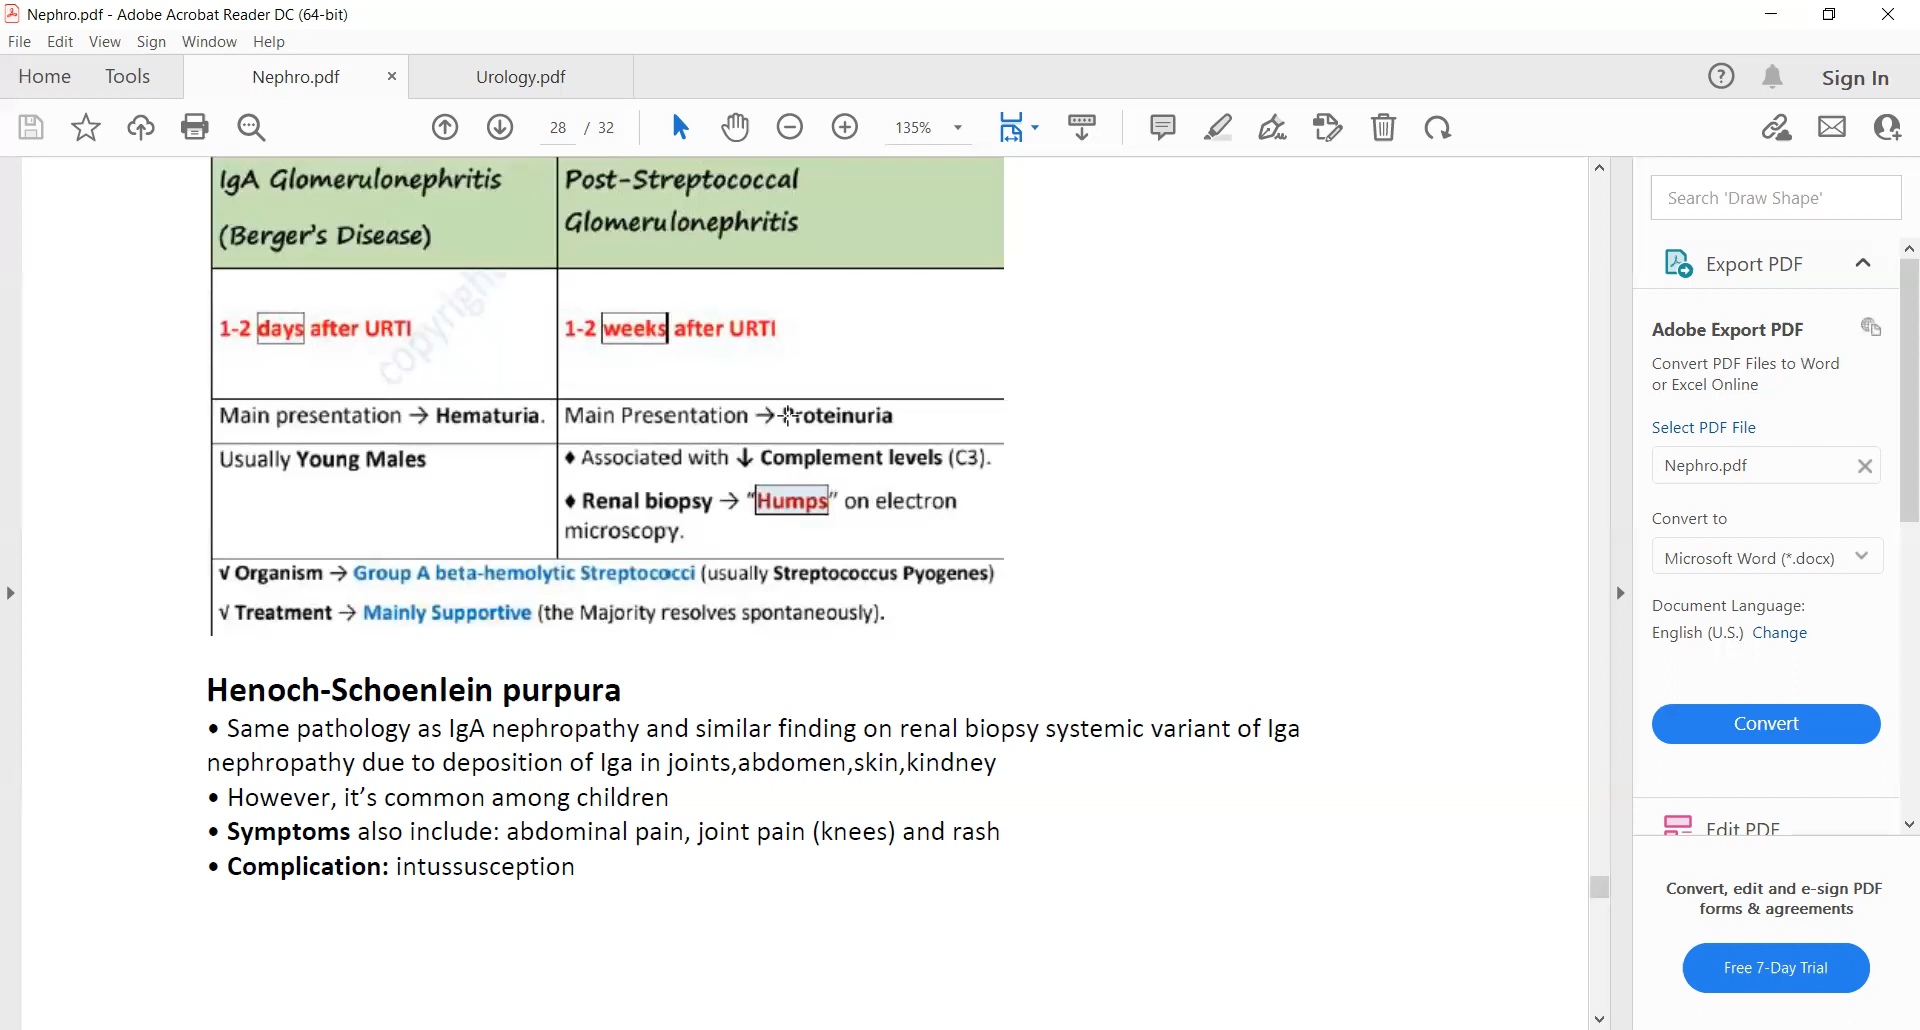 Nephro.pdf - Adobe Acrobat Reader DC (64-bit)
File Edit View Sign Window Help
Home Tools Nephro.pdf × Urology.pdf Sign In
28 / 32 135%
IgA Glomerulonephritis
(Berger's Disease)
Post-Streptococcal
Glomerulonephritis
copyright
1-2 days after URTI
1-2 weeks after URTI
Main presentation → Hematuria.
Main Presentation → Proteinuria
Usually Young Males
♦ Associated with ↓ Complement levels (C3).
♦ Renal biopsy → "Humps" on electron
microscopy.
√ Organism → Group A beta-hemolytic Streptococci (usually Streptococcus Pyogenes)
√ Treatment → Mainly Supportive (the Majority resolves spontaneously).
Henoch-Schoenlein purpura
• Same pathology as IgA nephropathy and similar finding on renal biopsy systemic variant of Iga
nephropathy due to deposition of Iga in joints,abdomen,skin,kindney
• However, it's common among children
• Symptoms also include: abdominal pain, joint pain (knees) and rash
• Complication: intussusception
Search 'Draw Shape'
Export PDF
Adobe Export PDF
Convert PDF Files to Word
or Excel Online
Select PDF File
Nephro.pdf
Convert to
Microsoft Word (*.docx)
Document Language:
English (U.S.) Change
Convert
Edit PDF
Convert, edit and e-sign PDF
forms & agreements
Free 7-Day Trial